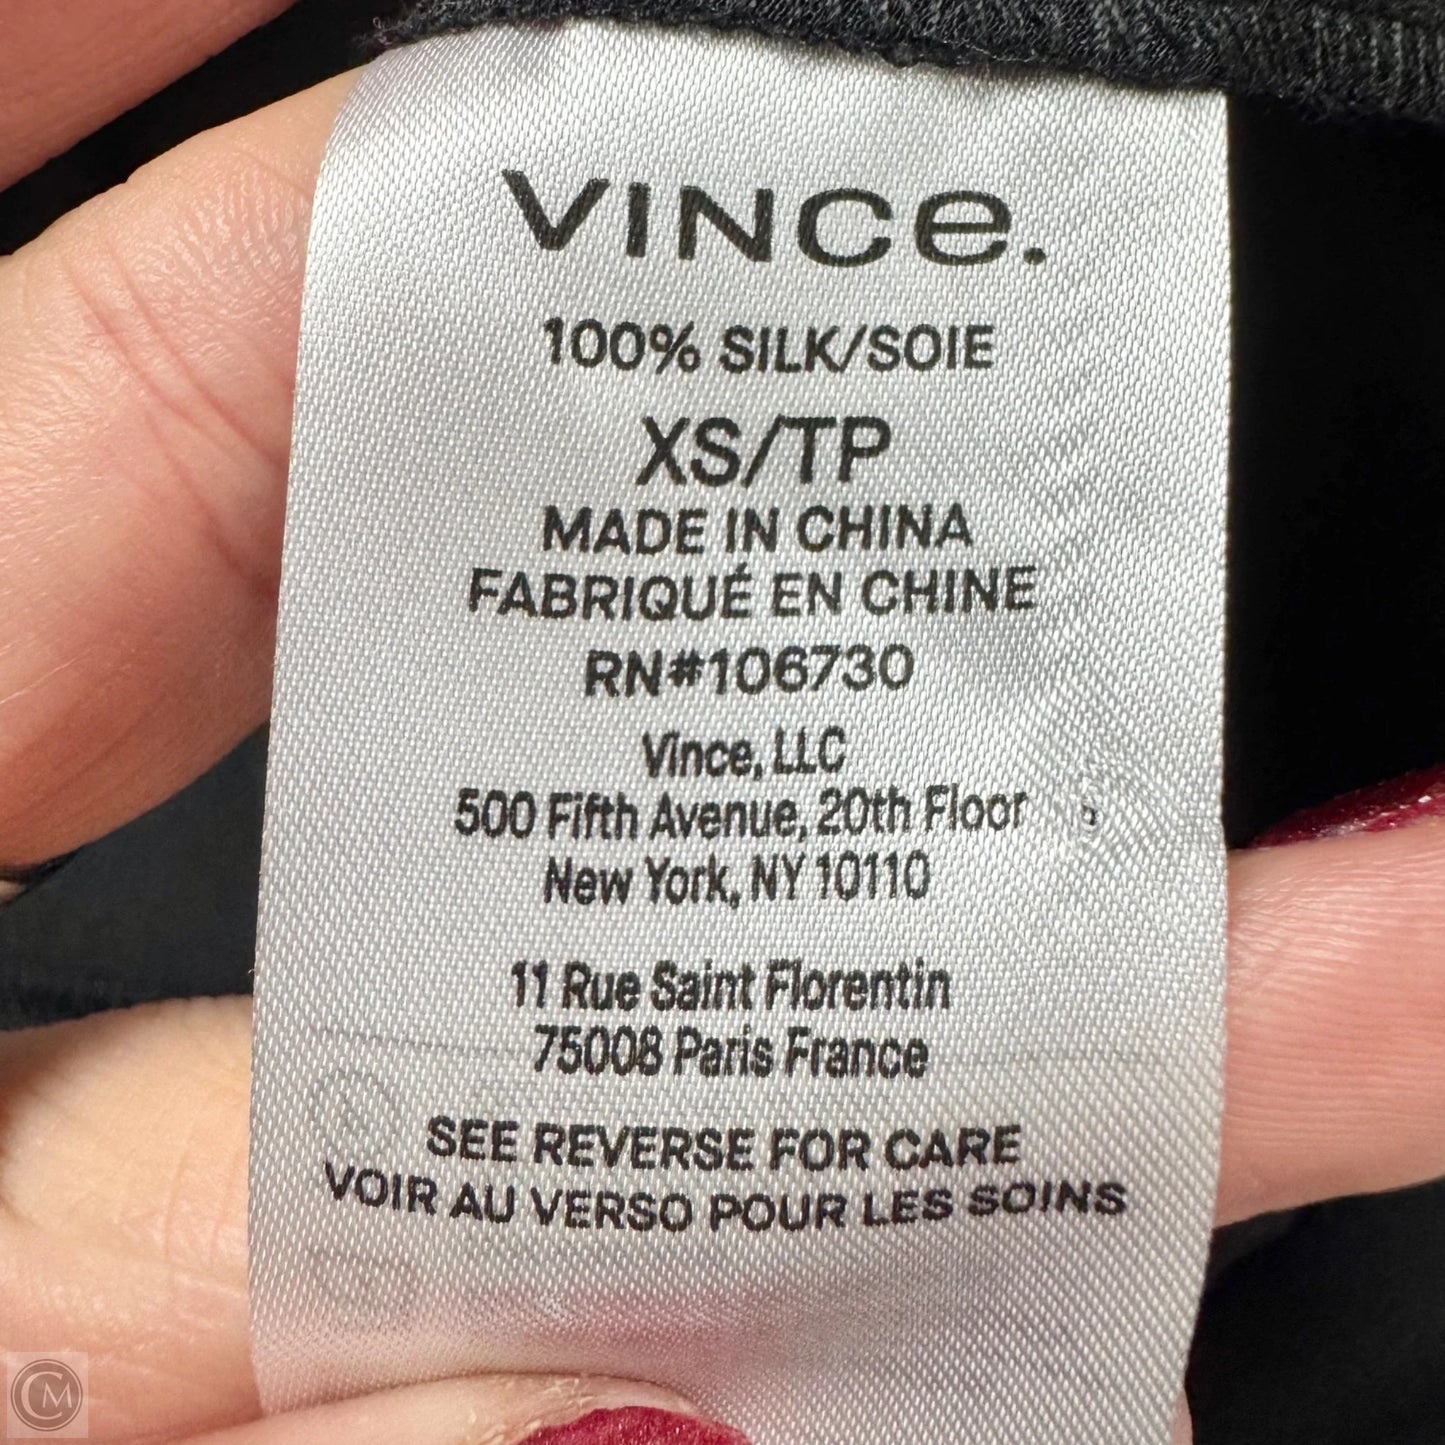 VINCe.
100% SILK/SOIE
XS/TP
MADE IN CHINA
FABRIQUÉ EN CHINE
RN#106730
Vince, LLC
500 Fifth Avenue, 20th Floor
New York, NY 10110
11 Rue Saint Florentin
75008 Paris France
SEE REVERSE FOR CARE
VOIR AU VERSO POUR LES SOINS
CM